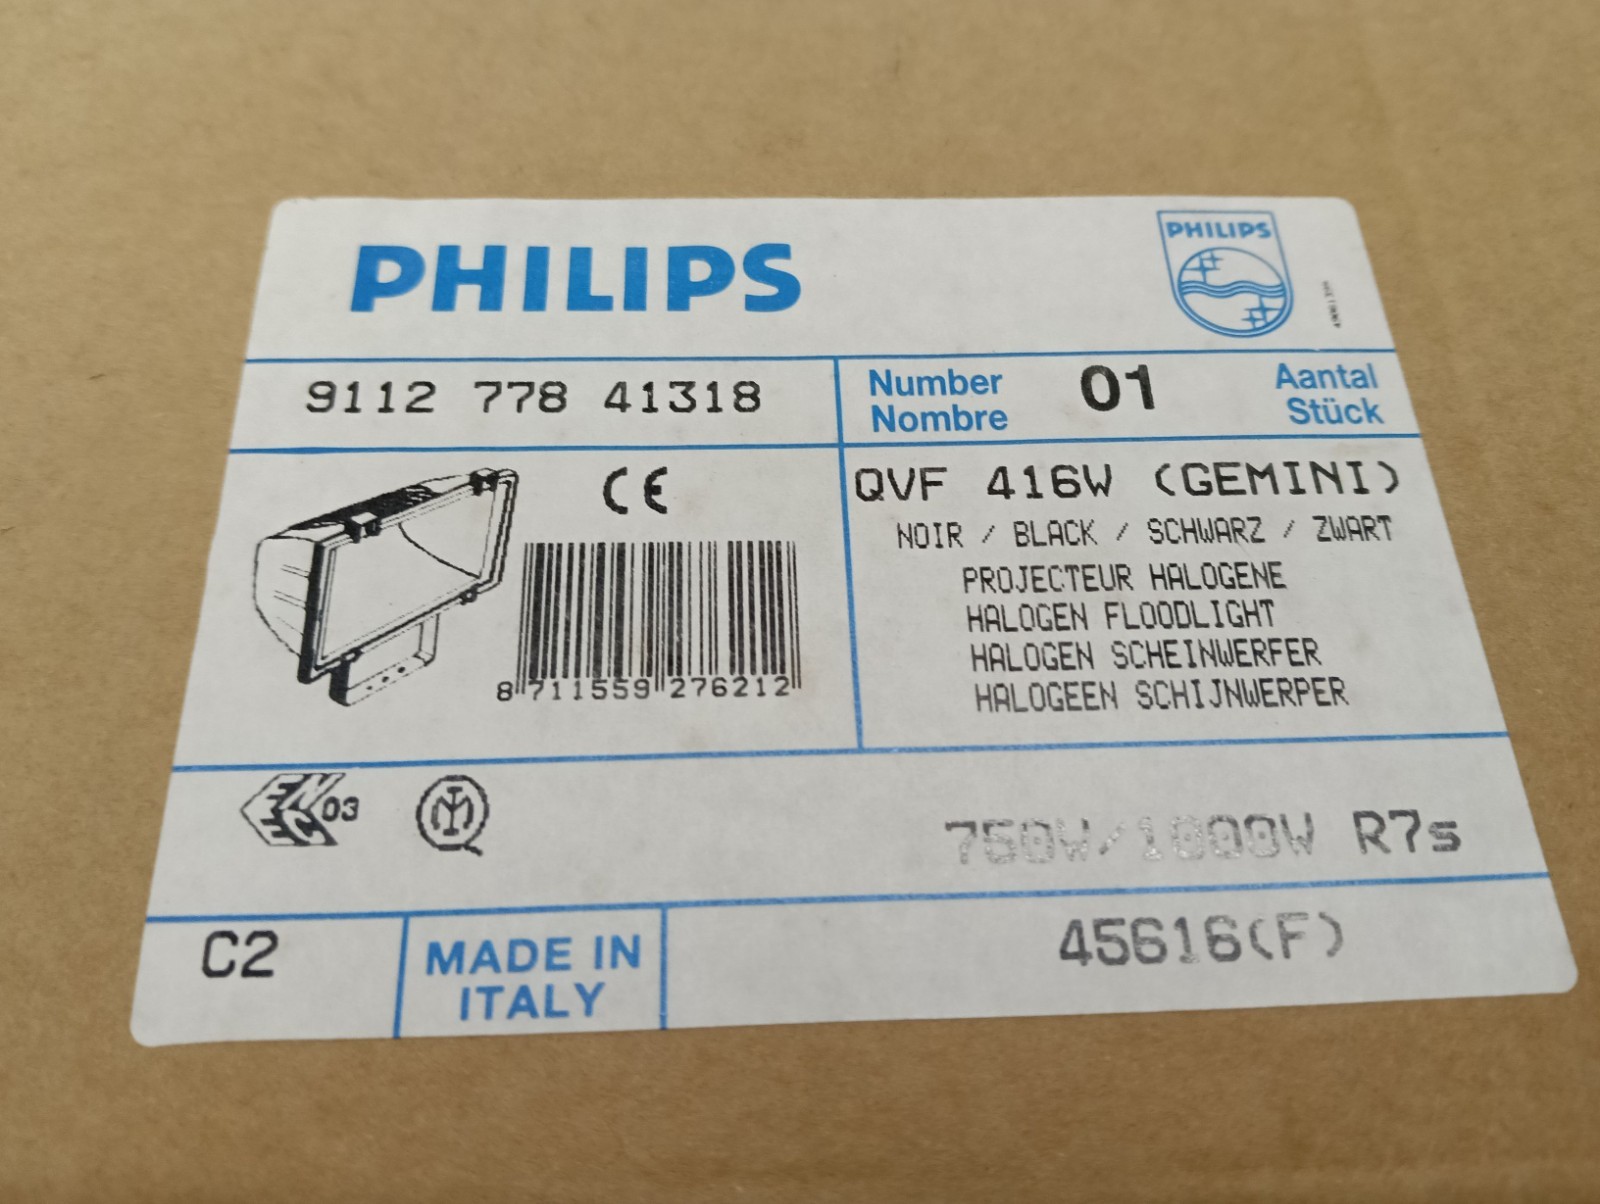 PHILIPS
PHILIPS
9112 778 41318
Number 01 Aantal
Nombre Stück
CE
QVF 416W (GEMINI)
NOIR / BLACK / SCHWARZ / ZWART
PROJECTEUR HALOGENE
HALOGEN FLOODLIGHT
HALOGEN SCHEINWERFER
HALOGEEN SCHIJNWERPER
8 711559 276212
ENEC 03
750W/1000W R7s
C2
MADE IN
ITALY
45616(F)